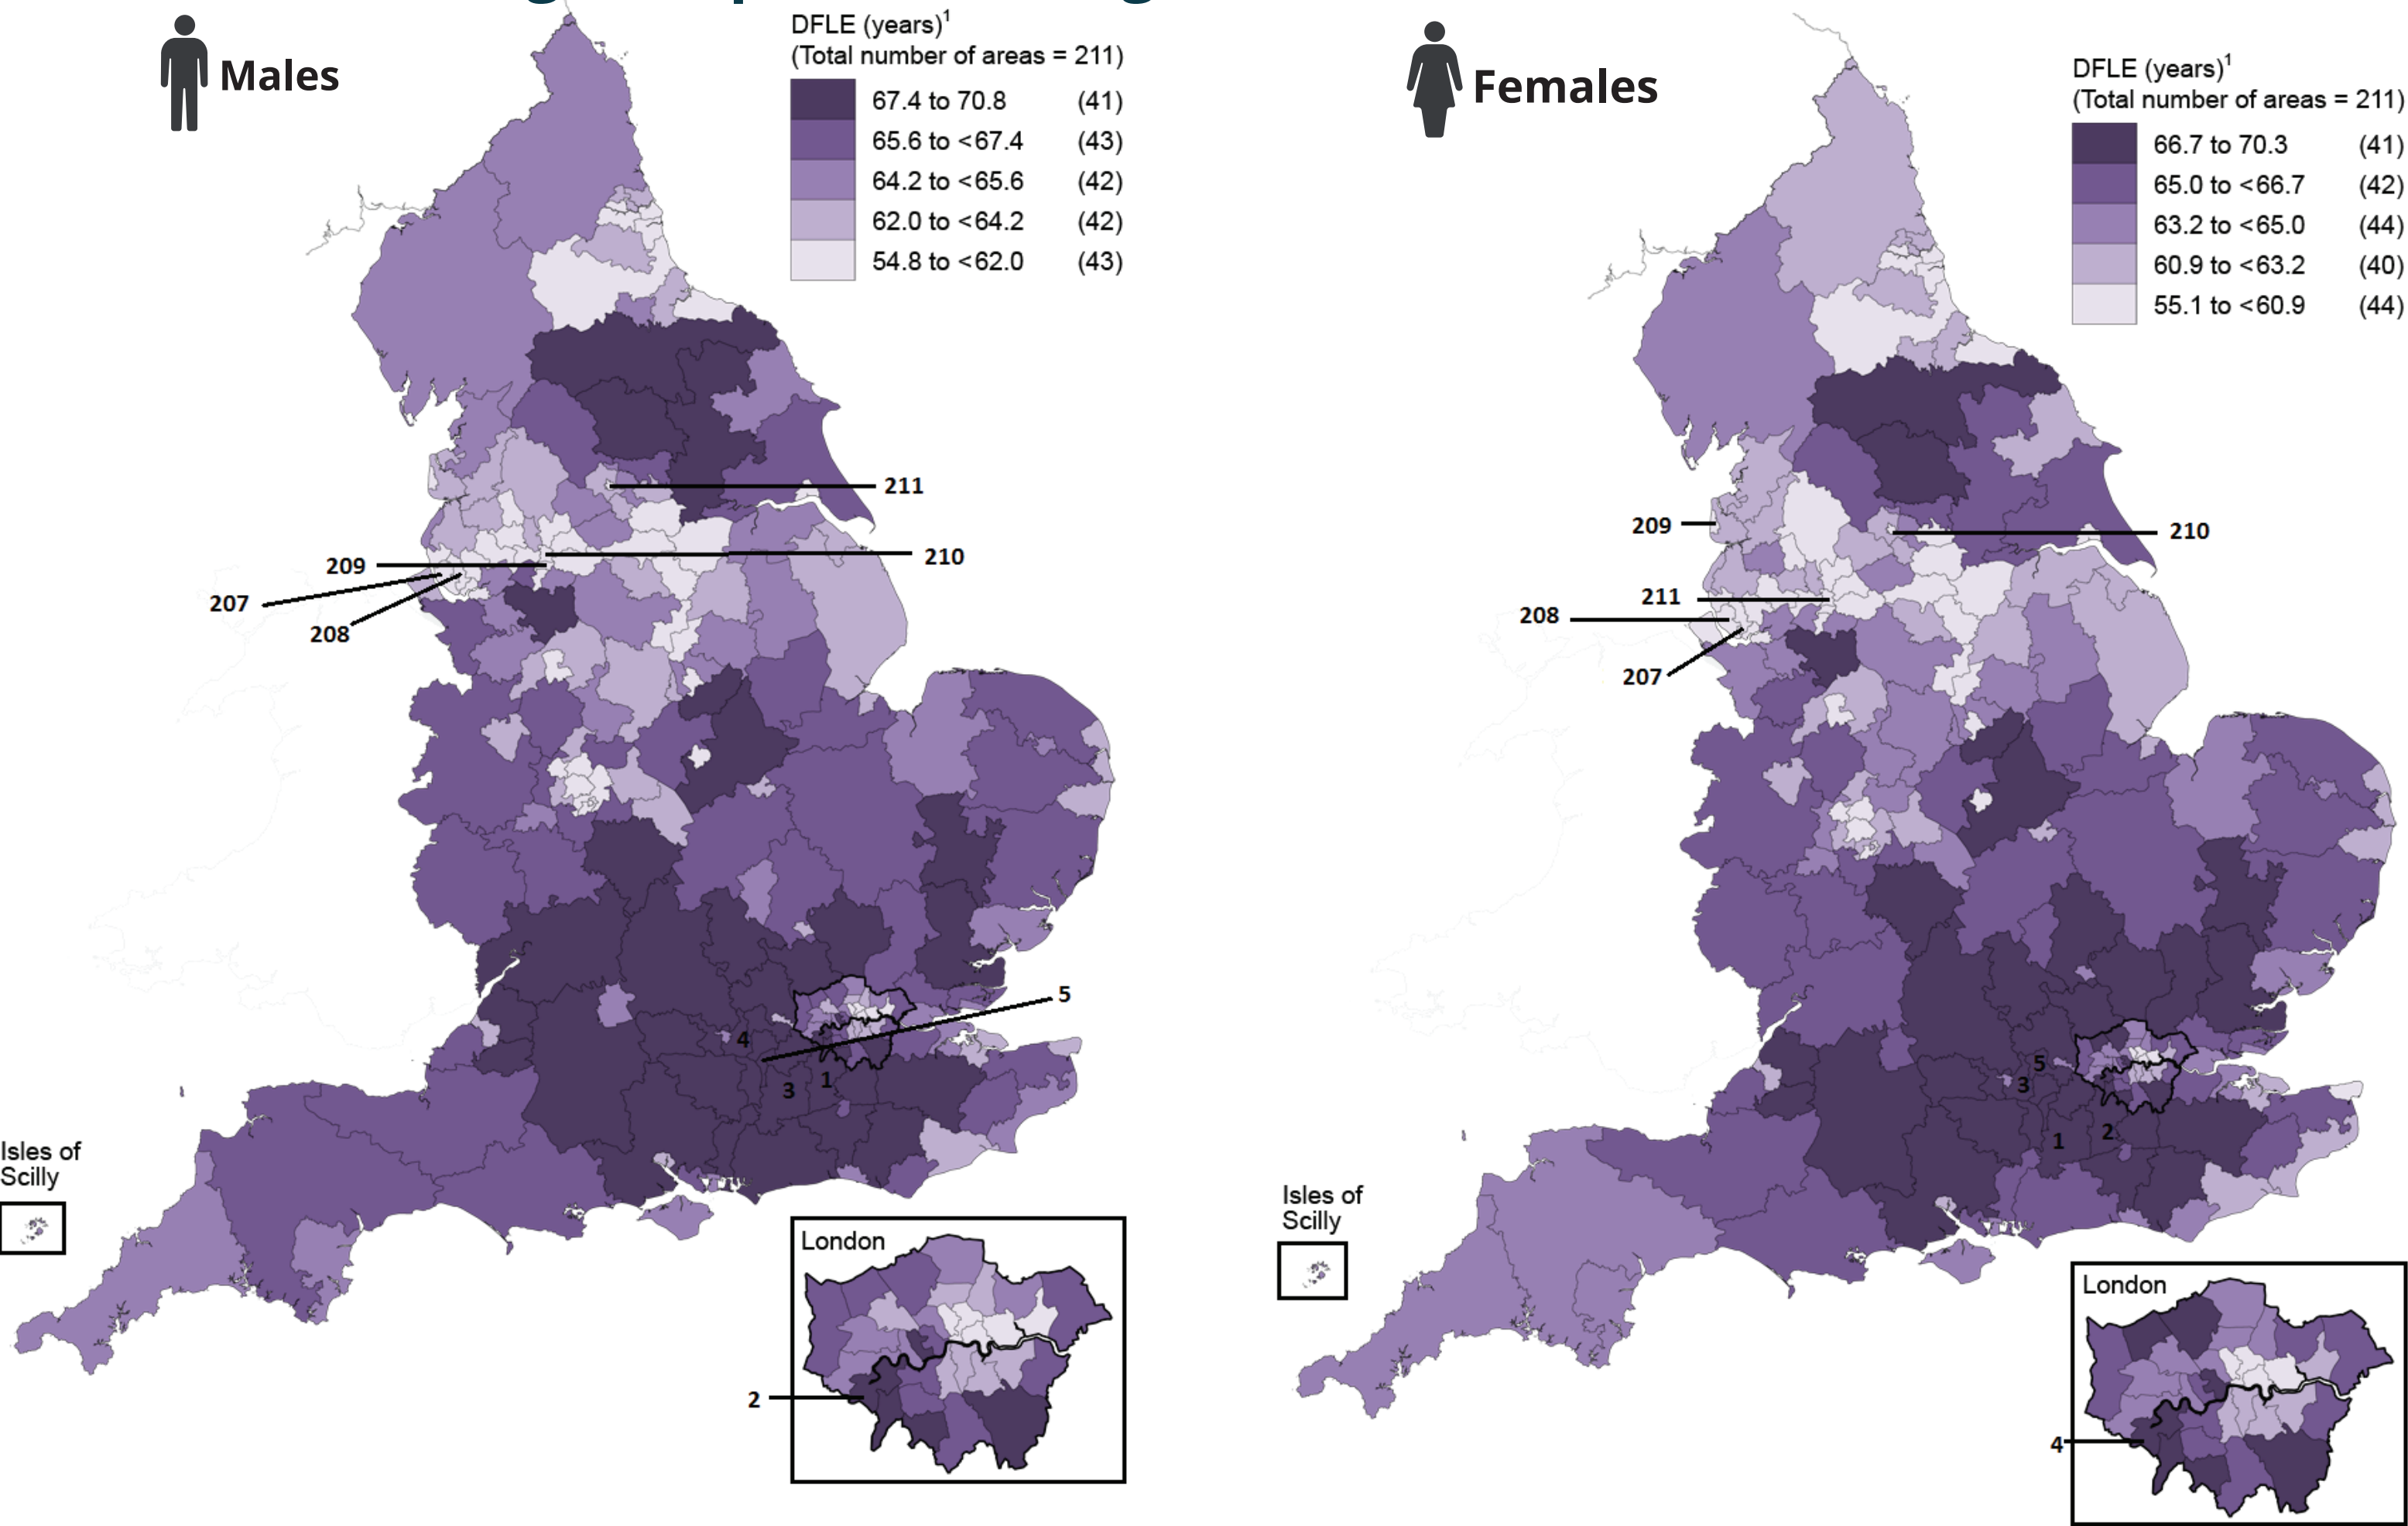 Males
DFLE (years)1
(Total number of areas = 211)
67.4 to 70.8 (41)
65.6 to <67.4 (43)
64.2 to <65.6 (42)
62.0 to <64.2 (42)
54.8 to <62.0 (43)
211
210
209
207
208
5
4
3
1
Isles of
Scilly
London
2
Females
DFLE (years)1
(Total number of areas = 211)
66.7 to 70.3 (41)
65.0 to <66.7 (42)
63.2 to <65.0 (44)
60.9 to <63.2 (40)
55.1 to <60.9 (44)
209
210
211
208
207
5
3
2
1
Isles of
Scilly
London
4